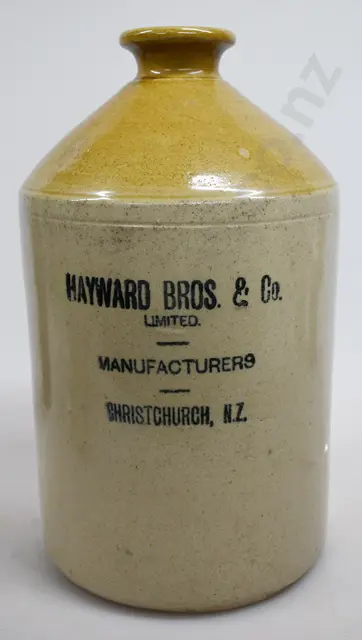 HAYWARD BROS. & Co.
LIMITED.
MANUFACTURERS
CHRISTCHURCH, N.Z.